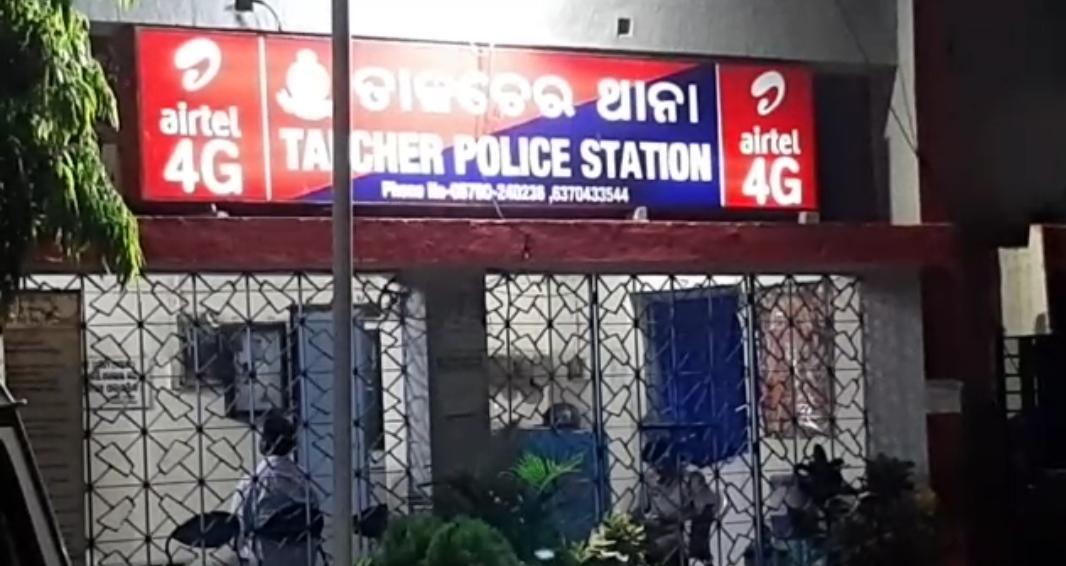 airtel
4G
ତାଳଚେର ଥାନା
TALCHER POLICE STATION
Phone No-06760-240238 ,6370433544
airtel
4G